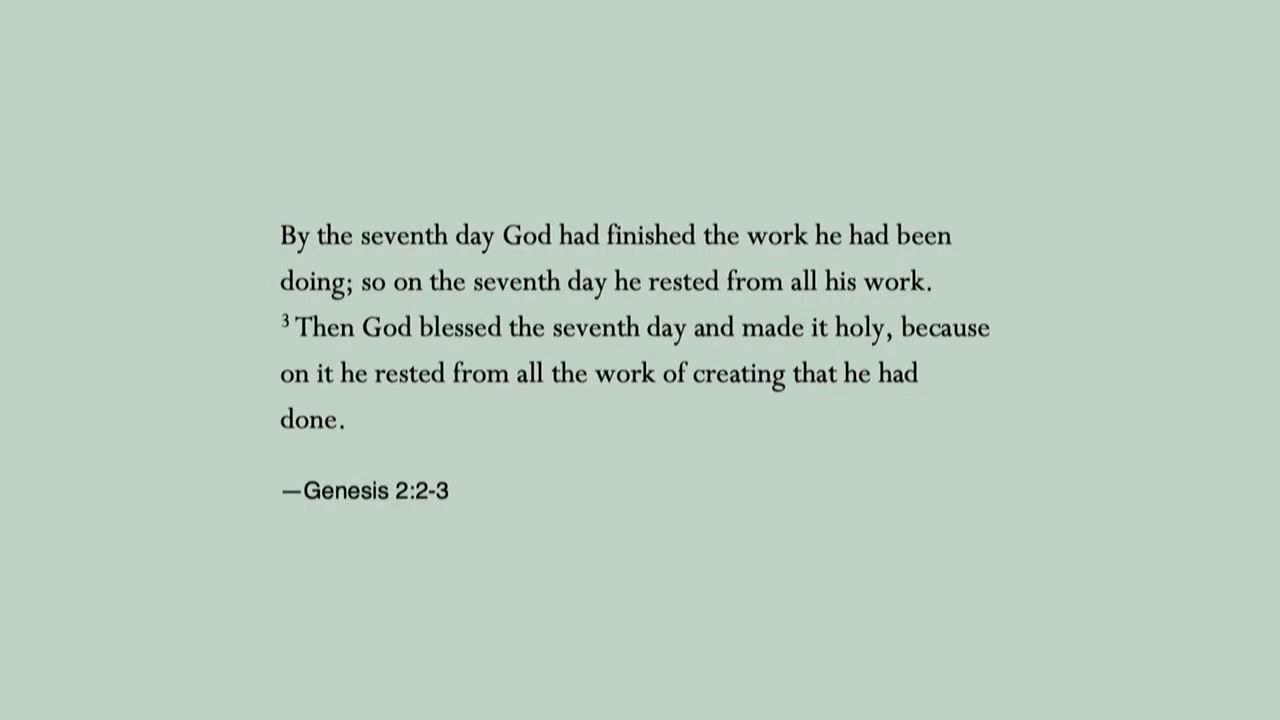 By the seventh day God had finished the work he had been
doing; so on the seventh day he rested from all his work.
³ Then God blessed the seventh day and made it holy, because
on it he rested from all the work of creating that he had
done.
—Genesis 2:2-3